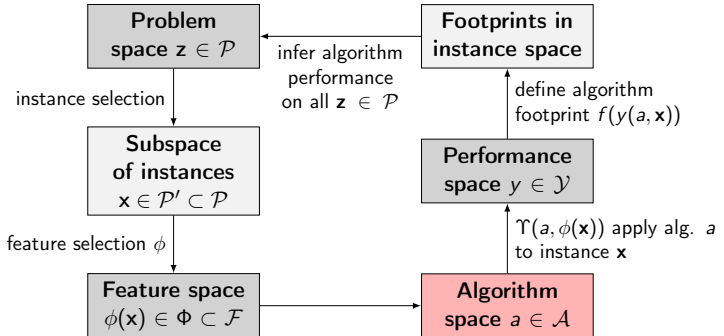 Problem
space z ∈ 𝒫
instance selection
Subspace
of instances
x ∈ 𝒫′ ⊂ 𝒫
feature selection ϕ
Feature space
ϕ(x) ∈ Φ ⊂ ℱ
Algorithm
space a ∈ 𝒜
ϒ(a, ϕ(x)) apply alg. a
to instance x
Performance
space y ∈ 𝒴
define algorithm
footprint f(y(a, x))
Footprints in
instance space
infer algorithm
performance
on all z ∈ 𝒫